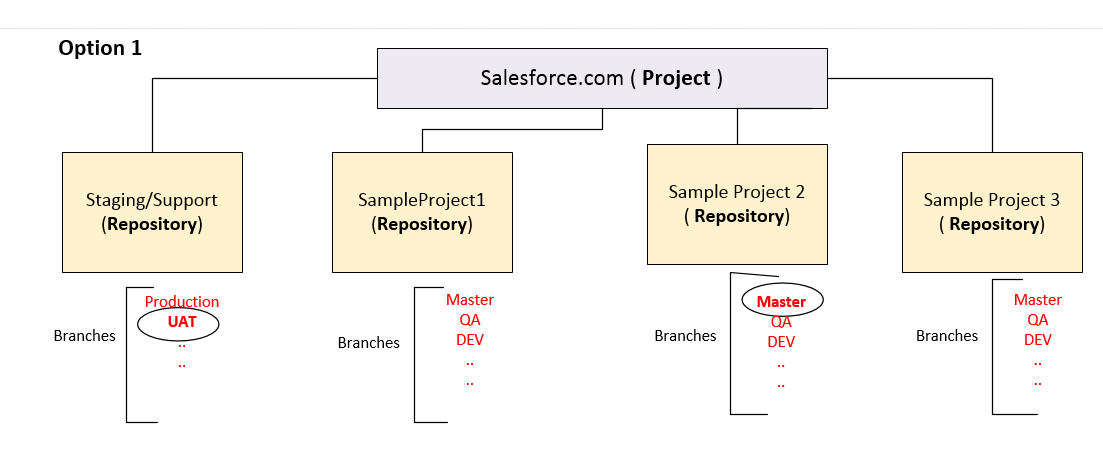 Option 1
Salesforce.com ( Project )
Staging/Support
(Repository)
SampleProject1
(Repository)
Sample Project 2
( Repository)
Sample Project 3
( Repository)
Branches
Production
UAT
..
..
Branches
Master
QA
DEV
..
..
Branches
Master
QA
DEV
..
..
Branches
Master
QA
DEV
..
..